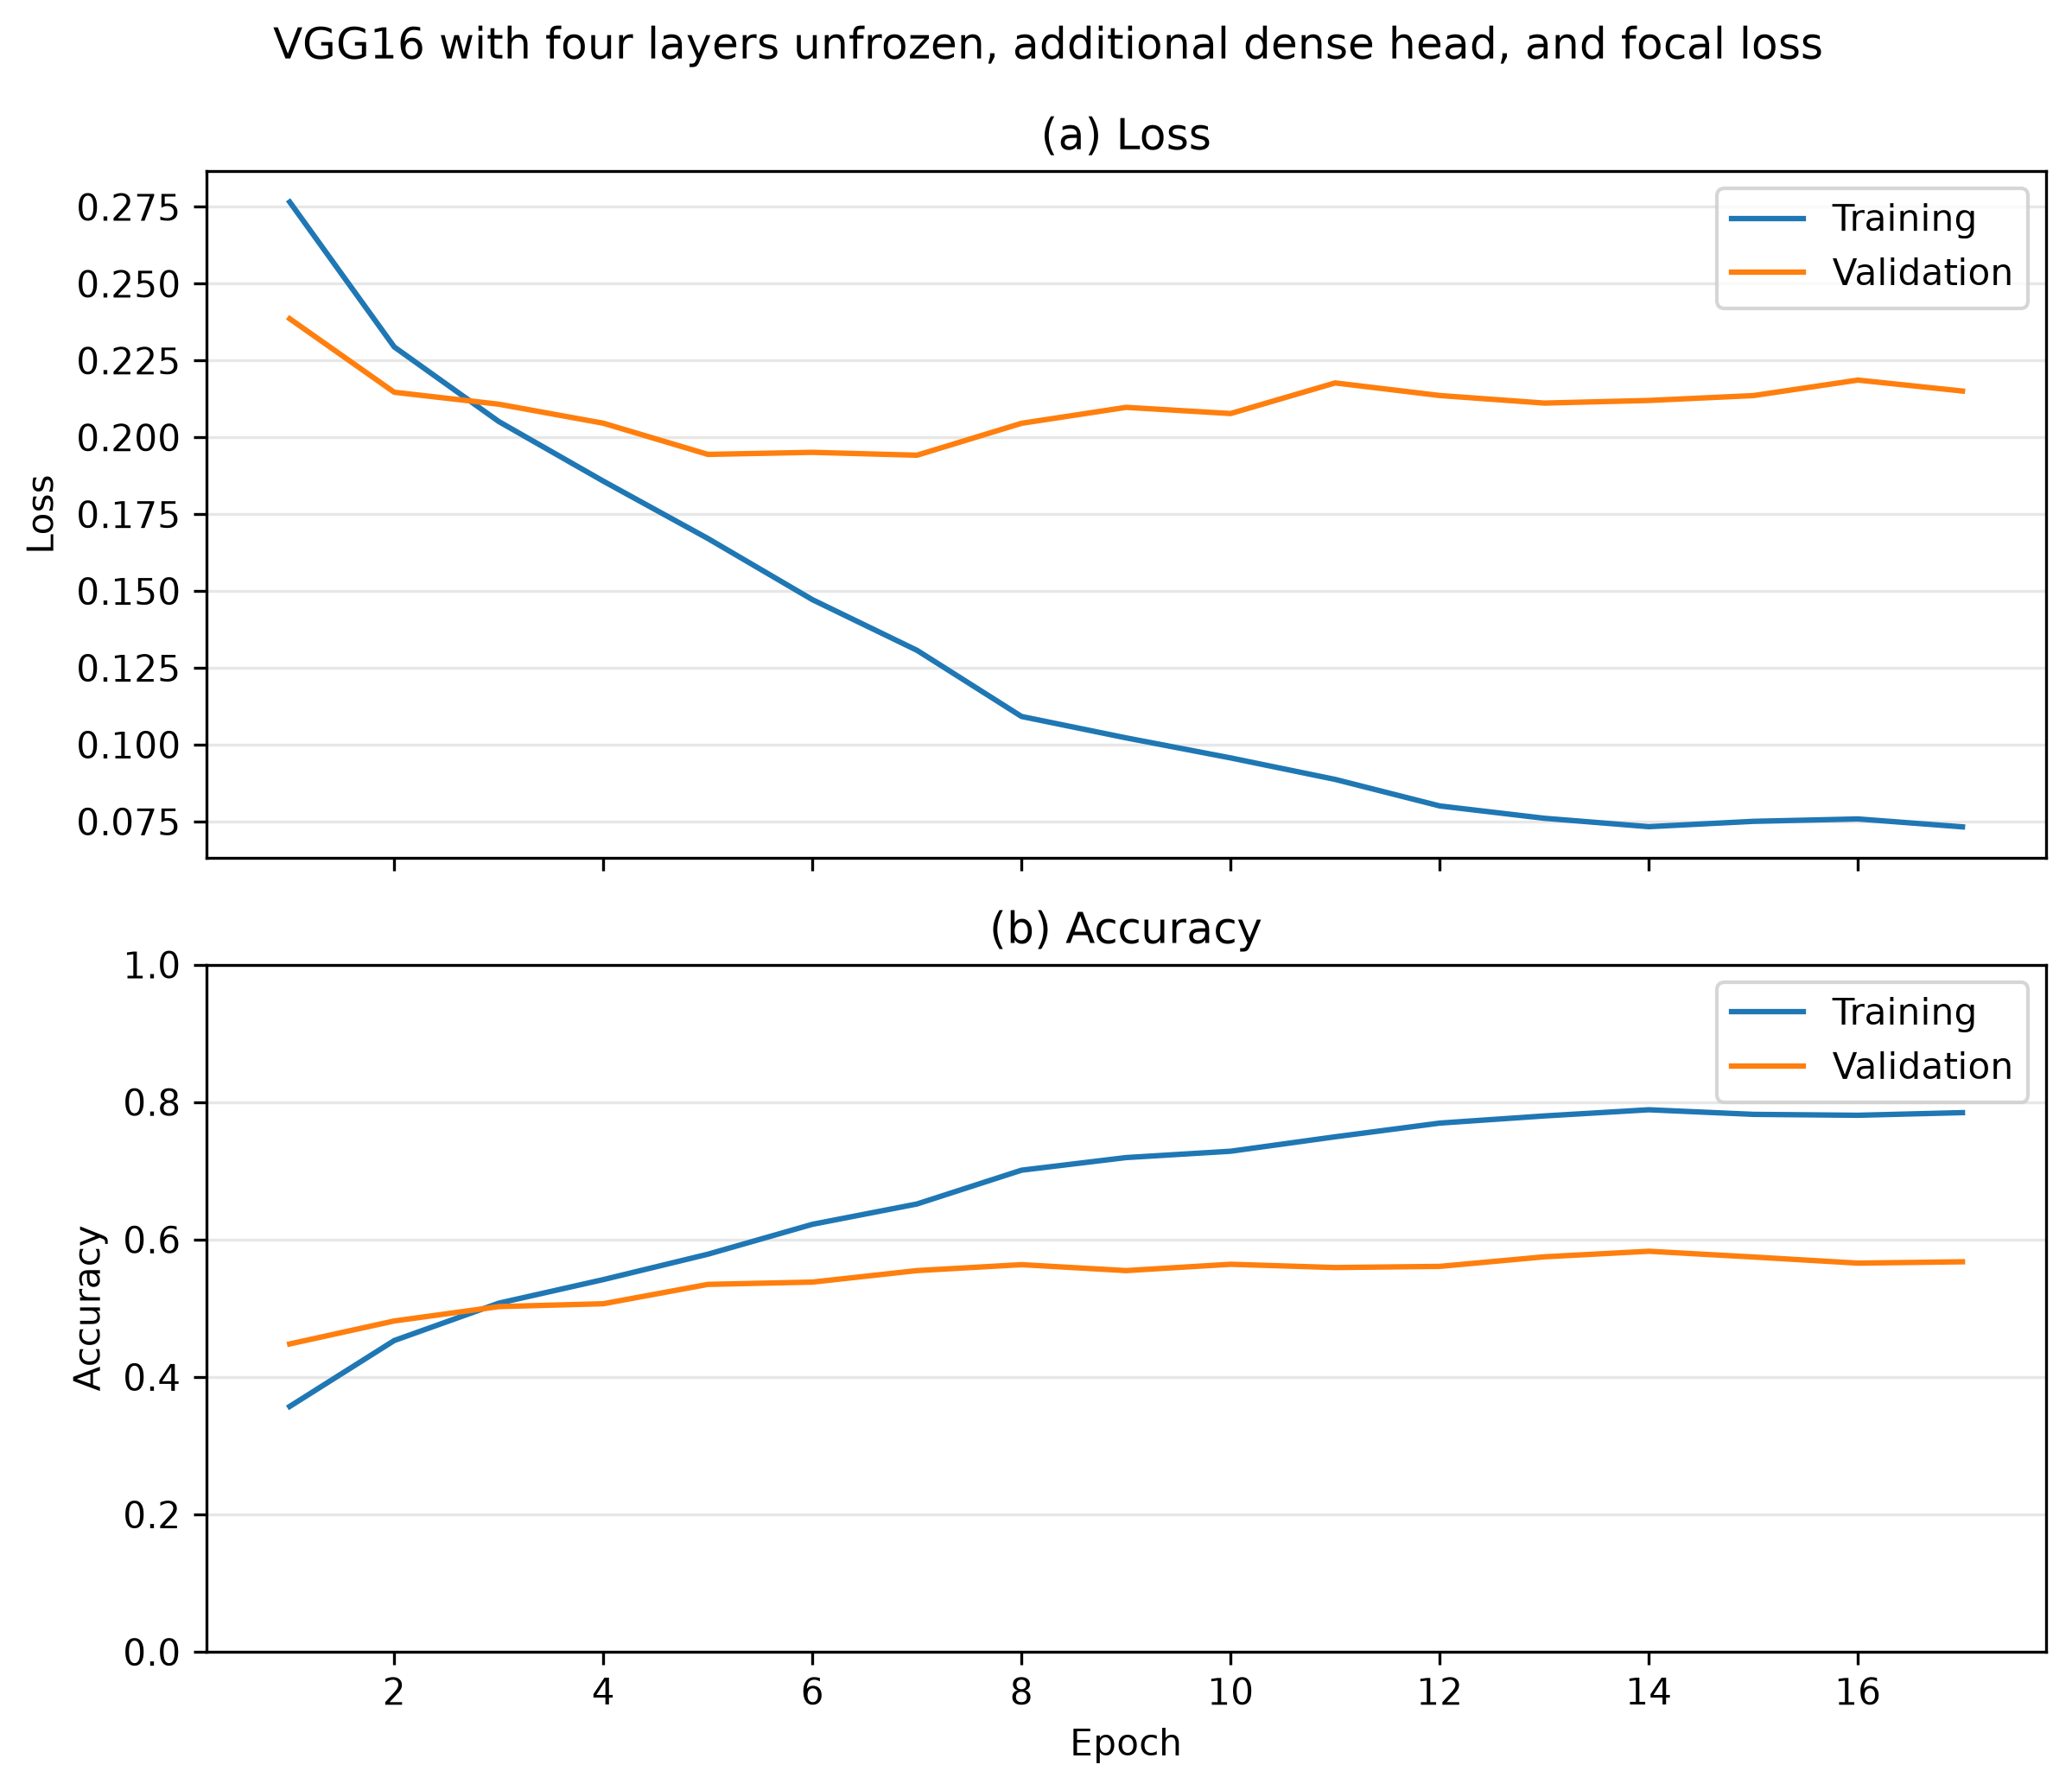 VGG16 with four layers unfrozen, additional dense head, and focal loss
(a) Loss
0.275
0.250
0.225
0.200
0.175
0.150
0.125
0.100
0.075
Loss
Training
Validation
(b) Accuracy
1.0
0.8
0.6
0.4
0.2
0.0
Accuracy
Training
Validation
2 4 6 8 10 12 14 16
Epoch